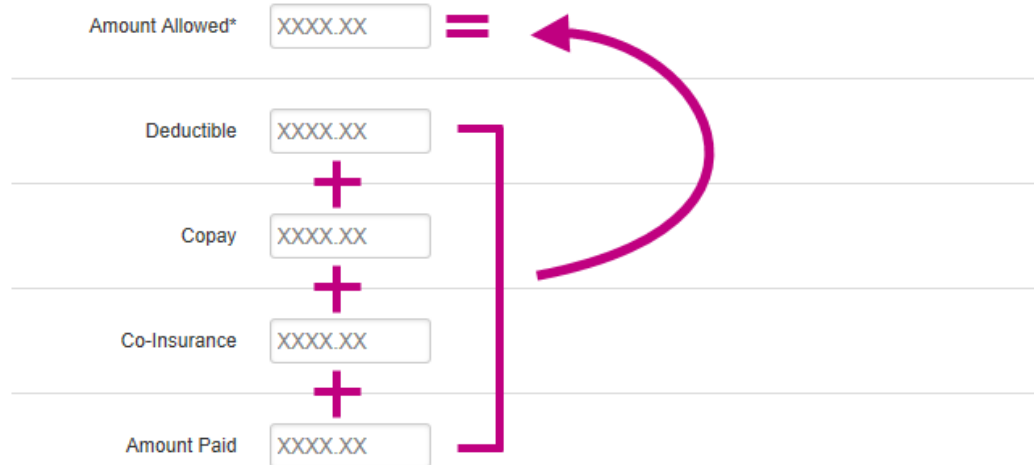 Amount Allowed* XXXX.XX =
Deductible XXXX.XX
+
Copay XXXX.XX
+
Co-Insurance XXXX.XX
+
Amount Paid XXXX.XX